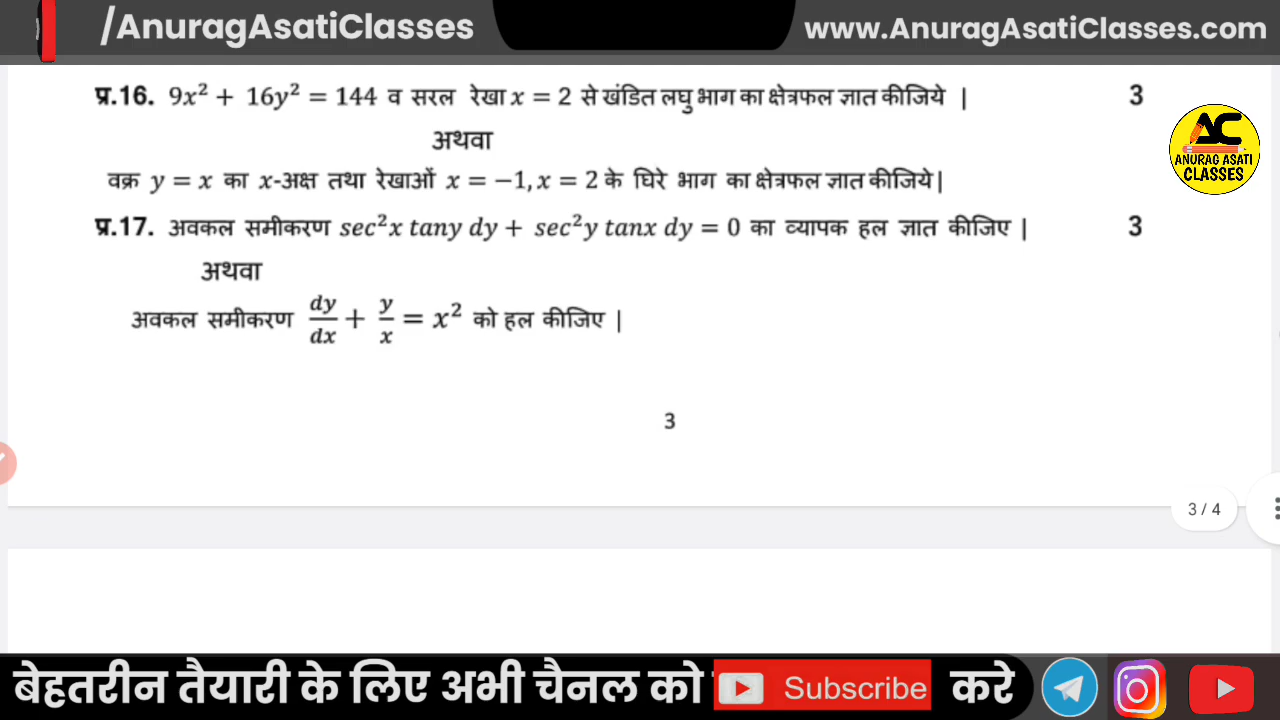 /AnuragAsatiClasses
www.AnuragAsatiClasses.com
प्र.16. 9x² + 16y² = 144 व सरल रेखा x = 2 से खंडित लघु भाग का क्षेत्रफल ज्ञात कीजिये | 3
अथवा
वक्र y = x का x-अक्ष तथा रेखाओं x = −1, x = 2 के घिरे भाग का क्षेत्रफल ज्ञात कीजिये|
AC
ANURAG ASATI
CLASSES
प्र.17. अवकल समीकरण sec²x tany dy + sec²y tanx dy = 0 का व्यापक हल ज्ञात कीजिए | 3
अथवा
अवकल समीकरण dy/dx + y/x = x² को हल कीजिए |
3
3 / 4
बेहतरीन तैयारी के लिए अभी चैनल को Subscribe करे